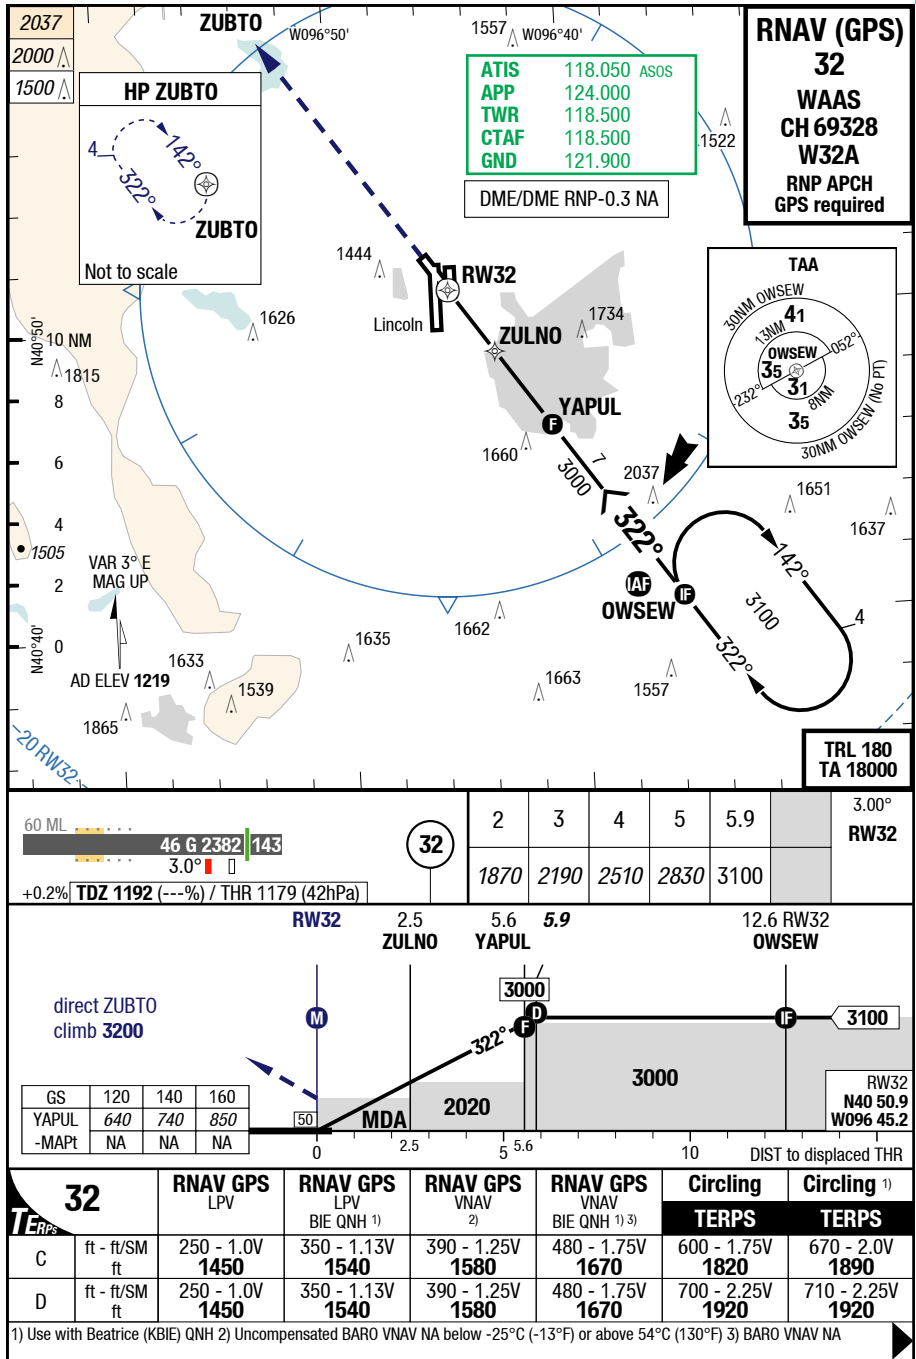 2037
2000
1500
ZUBTO
W096°50'
1557
W096°40'
RNAV (GPS)
32
WAAS
CH 69328
W32A
RNP APCH
GPS required
ATIS 118.050 ASOS
APP 124.000
TWR 118.500
CTAF 118.500
GND 121.900
1522
DME/DME RNP-0.3 NA
HP ZUBTO
4
142°
322°
ZUBTO
Not to scale
1444
RW32
Lincoln
1626
1734
ZULNO
TAA
30NM OWSEW
41
13NM
OWSEW
052°
35
31
232°
8NM
35
30NM OWSEW (No PT)
N40°50'
10 NM
1815
8
YAPUL
F
1660
6
7
3000
2037
1651
1637
4
1505
322°
VAR 3° E
MAG UP
142°
2
IAF
OWSEW
IF
3100
4
1662
322°
N40°40'
0
1635
1633
AD ELEV 1219
1539
1663
1557
1865
20 RW32
TRL 180
TA 18000
60 ML
46 G 2382 143
3.0°
+0.2% TDZ 1192 (---%) / THR 1179 (42hPa)
32
2 3 4 5 5.9 3.00°
RW32
1870 2190 2510 2830 3100
RW32 2.5 5.6 5.9 12.6 RW32
ZULNO YAPUL OWSEW
direct ZUBTO
climb 3200
M
3000
D
F
IF
3100
322°
3000
2020
MDA
50
RW32
N40 50.9
W096 45.2
GS 120 140 160
YAPUL 640 740 850
-MAPt NA NA NA
0 2.5 5 5.6 10 DIST to displaced THR
TERPs 32
RNAV GPS LPV
RNAV GPS LPV BIE QNH 1)
RNAV GPS VNAV 2)
RNAV GPS VNAV BIE QNH 1) 3)
Circling TERPS
Circling 1) TERPS
C ft - ft/SM 250 - 1.0V 350 - 1.13V 390 - 1.25V 480 - 1.75V 600 - 1.75V 670 - 2.0V
ft 1450 1540 1580 1670 1820 1890
D ft - ft/SM 250 - 1.0V 350 - 1.13V 390 - 1.25V 480 - 1.75V 700 - 2.25V 710 - 2.25V
ft 1450 1540 1580 1670 1920 1920
1) Use with Beatrice (KBIE) QNH 2) Uncompensated BARO VNAV NA below -25°C (-13°F) or above 54°C (130°F) 3) BARO VNAV NA